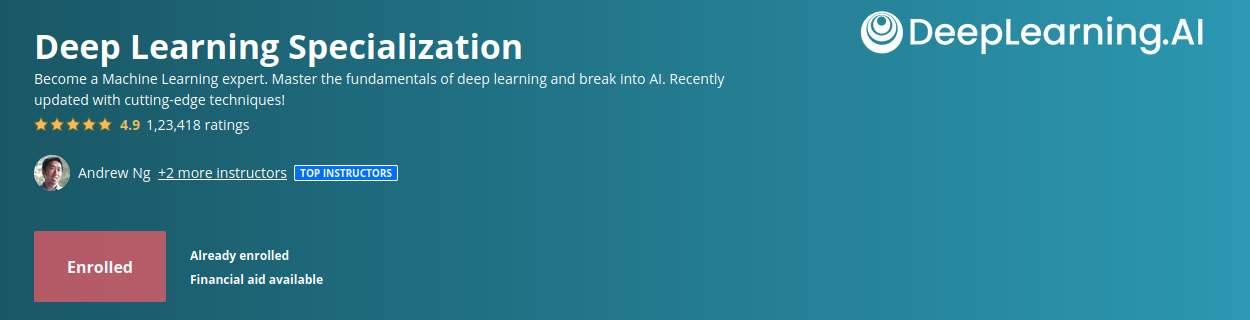 DeepLearning.AI
Deep Learning Specialization
Become a Machine Learning expert. Master the fundamentals of deep learning and break into AI. Recently
updated with cutting-edge techniques!
4.9 1,23,418 ratings
Andrew Ng +2 more instructors TOP INSTRUCTORS
Enrolled
Already enrolled
Financial aid available